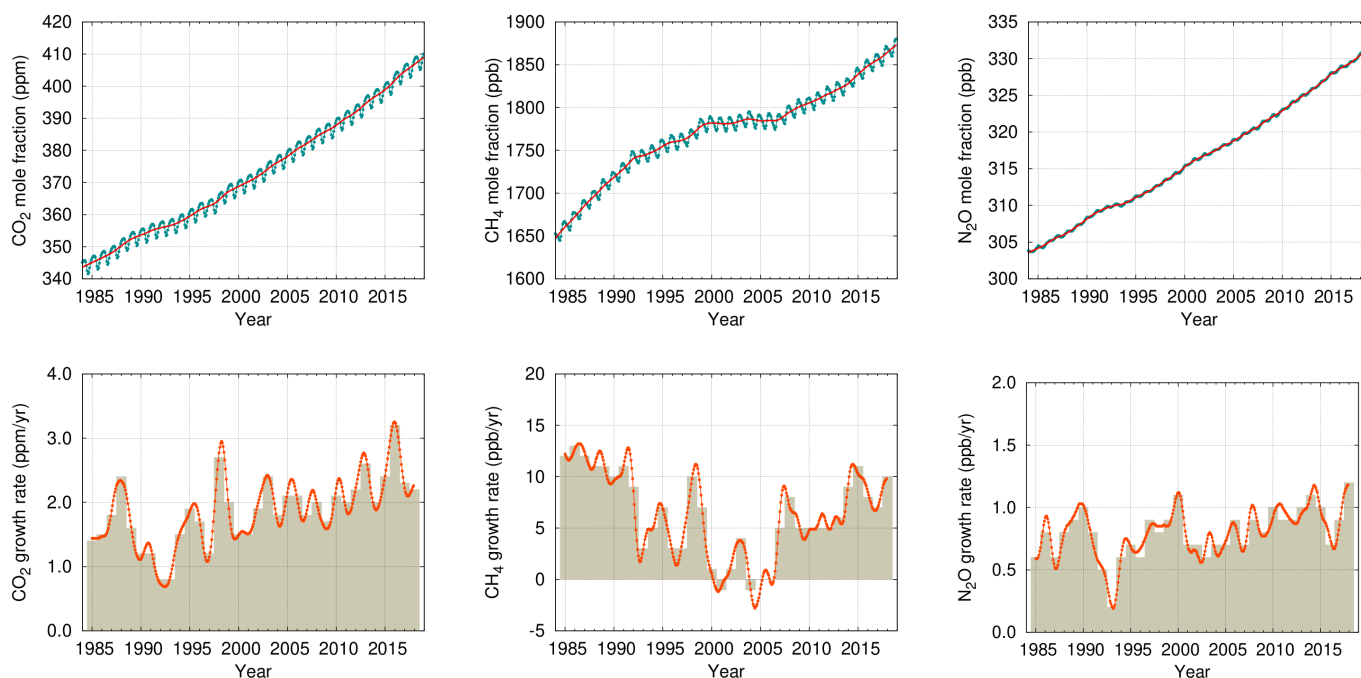 CO2 mole fraction (ppm)
420
410
400
390
380
370
360
350
340
1985 1990 1995 2000 2005 2010 2015
Year
CH4 mole fraction (ppb)
1900
1850
1800
1750
1700
1650
1600
1985 1990 1995 2000 2005 2010 2015
Year
N2O mole fraction (ppb)
335
330
325
320
315
310
305
300
1985 1990 1995 2000 2005 2010 2015
Year
CO2 growth rate (ppm/yr)
4.0
3.0
2.0
1.0
0.0
1985 1990 1995 2000 2005 2010 2015
Year
CH4 growth rate (ppb/yr)
20
15
10
5
0
-5
1985 1990 1995 2000 2005 2010 2015
Year
N2O growth rate (ppb/yr)
2.0
1.5
1.0
0.5
0.0
1985 1990 1995 2000 2005 2010 2015
Year